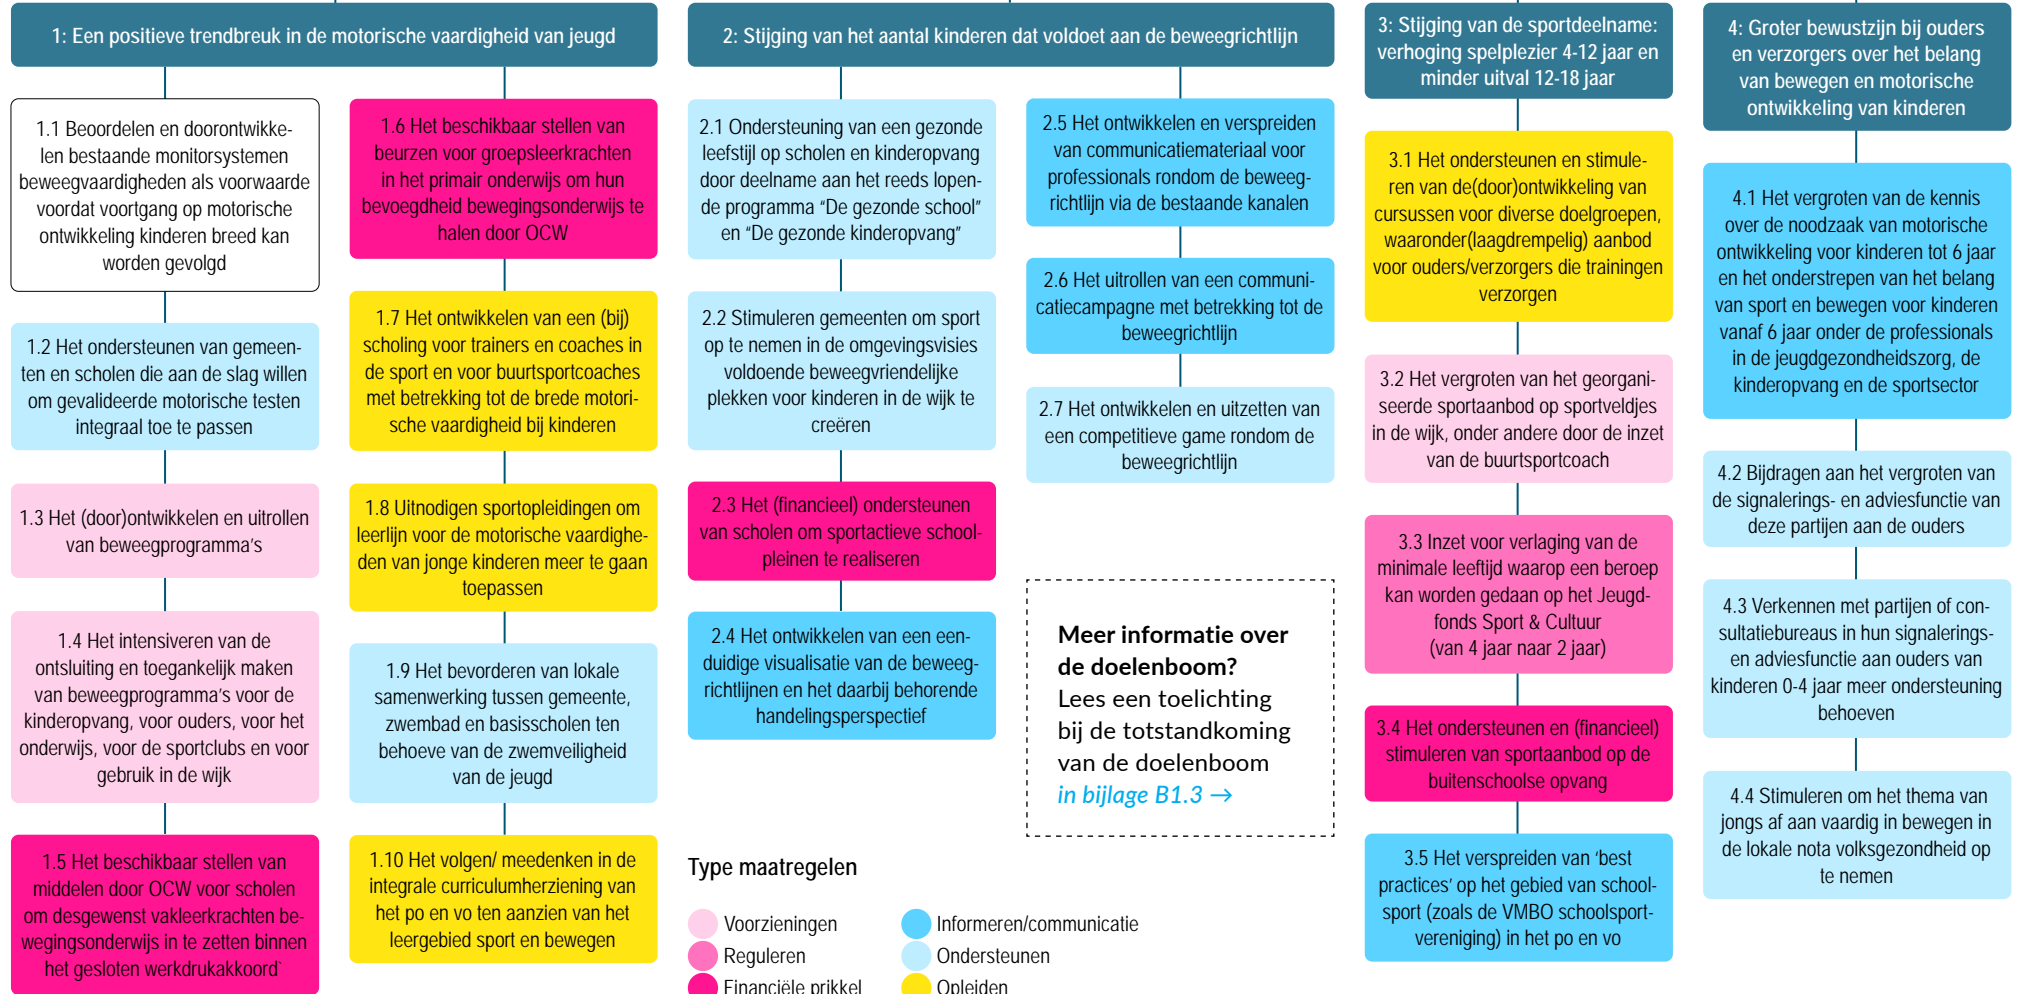 1: Een positieve trendbreuk in de motorische vaardigheid van jeugd
1.1 Beoordelen en doorontwikke-
len bestaande monitorsystemen
beweegvaardigheden als voorwaarde
voordat voortgang op motorische
ontwikkeling kinderen breed kan
worden gevolgd
1.2 Het ondersteunen van gemeen-
ten en scholen die aan de slag willen
om gevalideerde motorische testen
integraal toe te passen
1.3 Het (door)ontwikkelen en uitrollen
van beweegprogramma's
1.4 Het intensiveren van de
ontsluiting en toegankelijk maken
van beweegprogramma's voor de
kinderopvang, voor ouders, voor het
onderwijs, voor de sportclubs en voor
gebruik in de wijk
1.5 Het beschikbaar stellen van
middelen door OCW voor scholen
om desgewenst vakleerkrachten be-
wegingsonderwijs in te zetten binnen
het gesloten werkdrukakkoord`
1.6 Het beschikbaar stellen van
beurzen voor groepsleerkrachten
in het primair onderwijs om hun
bevoegdheid bewegingsonderwijs te
halen door OCW
1.7 Het ontwikkelen van een (bij)
scholing voor trainers en coaches in
de sport en voor buurtsportcoaches
met betrekking tot de brede motori-
sche vaardigheid bij kinderen
1.8 Uitnodigen sportopleidingen om
leerlijn voor de motorische vaardighe-
den van jonge kinderen meer te gaan
toepassen
1.9 Het bevorderen van lokale
samenwerking tussen gemeente,
zwembad en basisscholen ten
behoeve van de zwemveiligheid
van de jeugd
1.10 Het volgen/ meedenken in de
integrale curriculumherziening van
het po en vo ten aanzien van het
leergebied sport en bewegen
2: Stijging van het aantal kinderen dat voldoet aan de beweegrichtlijn
2.1 Ondersteuning van een gezonde
leefstijl op scholen en kinderopvang
door deelname aan het reeds lopen-
de programma “De gezonde school”
en “De gezonde kinderopvang”
2.2 Stimuleren gemeenten om sport
op te nemen in de omgevingsvisies
voldoende beweegvriendelijke
plekken voor kinderen in de wijk te
creëren
2.3 Het (financieel) ondersteunen
van scholen om sportactieve school-
pleinen te realiseren
2.4 Het ontwikkelen van een een-
duidige visualisatie van de beweeg-
richtlijnen en het daarbij behorende
handelingsperspectief
2.5 Het ontwikkelen en verspreiden
van communicatiemateriaal voor
professionals rondom de beweeg-
richtlijn via de bestaande kanalen
2.6 Het uitrollen van een communi-
catiecampagne met betrekking tot de
beweegrichtlijn
2.7 Het ontwikkelen en uitzetten van
een competitieve game rondom de
beweegrichtlijn
Meer informatie over
de doelenboom?
Lees een toelichting
bij de totstandkoming
van de doelenboom
in bijlage B1.3 →
Type maatregelen
Voorzieningen
Reguleren
Financiële prikkel
Informeren/communicatie
Ondersteunen
Opleiden
3: Stijging van de sportdeelname:
verhoging spelplezier 4-12 jaar en
minder uitval 12-18 jaar
3.1 Het ondersteunen en stimule-
ren van de(door)ontwikkeling van
cursussen voor diverse doelgroepen,
waaronder(laagdrempelig) aanbod
voor ouders/verzorgers die trainingen
verzorgen
3.2 Het vergroten van het georgani-
seerde sportaanbod op sportveldjes
in de wijk, onder andere door de inzet
van de buurtsportcoach
3.3 Inzet voor verlaging van de
minimale leeftijd waarop een beroep
kan worden gedaan op het Jeugd-
fonds Sport & Cultuur
(van 4 jaar naar 2 jaar)
3.4 Het ondersteunen en (financieel)
stimuleren van sportaanbod op de
buitenschoolse opvang
3.5 Het verspreiden van ‘best
practices’ op het gebied van school-
sport (zoals de VMBO schoolsport-
vereniging) in het po en vo
4: Groter bewustzijn bij ouders
en verzorgers over het belang
van bewegen en motorische
ontwikkeling van kinderen
4.1 Het vergroten van de kennis
over de noodzaak van motorische
ontwikkeling voor kinderen tot 6 jaar
en het onderstrepen van het belang
van sport en bewegen voor kinderen
vanaf 6 jaar onder de professionals
in de jeugdgezondheidszorg, de
kinderopvang en de sportsector
4.2 Bijdragen aan het vergroten van
de signalerings- en adviesfunctie van
deze partijen aan de ouders
4.3 Verkennen met partijen of con-
sultatiebureaus in hun signalerings-
en adviesfunctie aan ouders van
kinderen 0-4 jaar meer ondersteuning
behoeven
4.4 Stimuleren om het thema van
jongs af aan vaardig in bewegen in
de lokale nota volksgezondheid op
te nemen